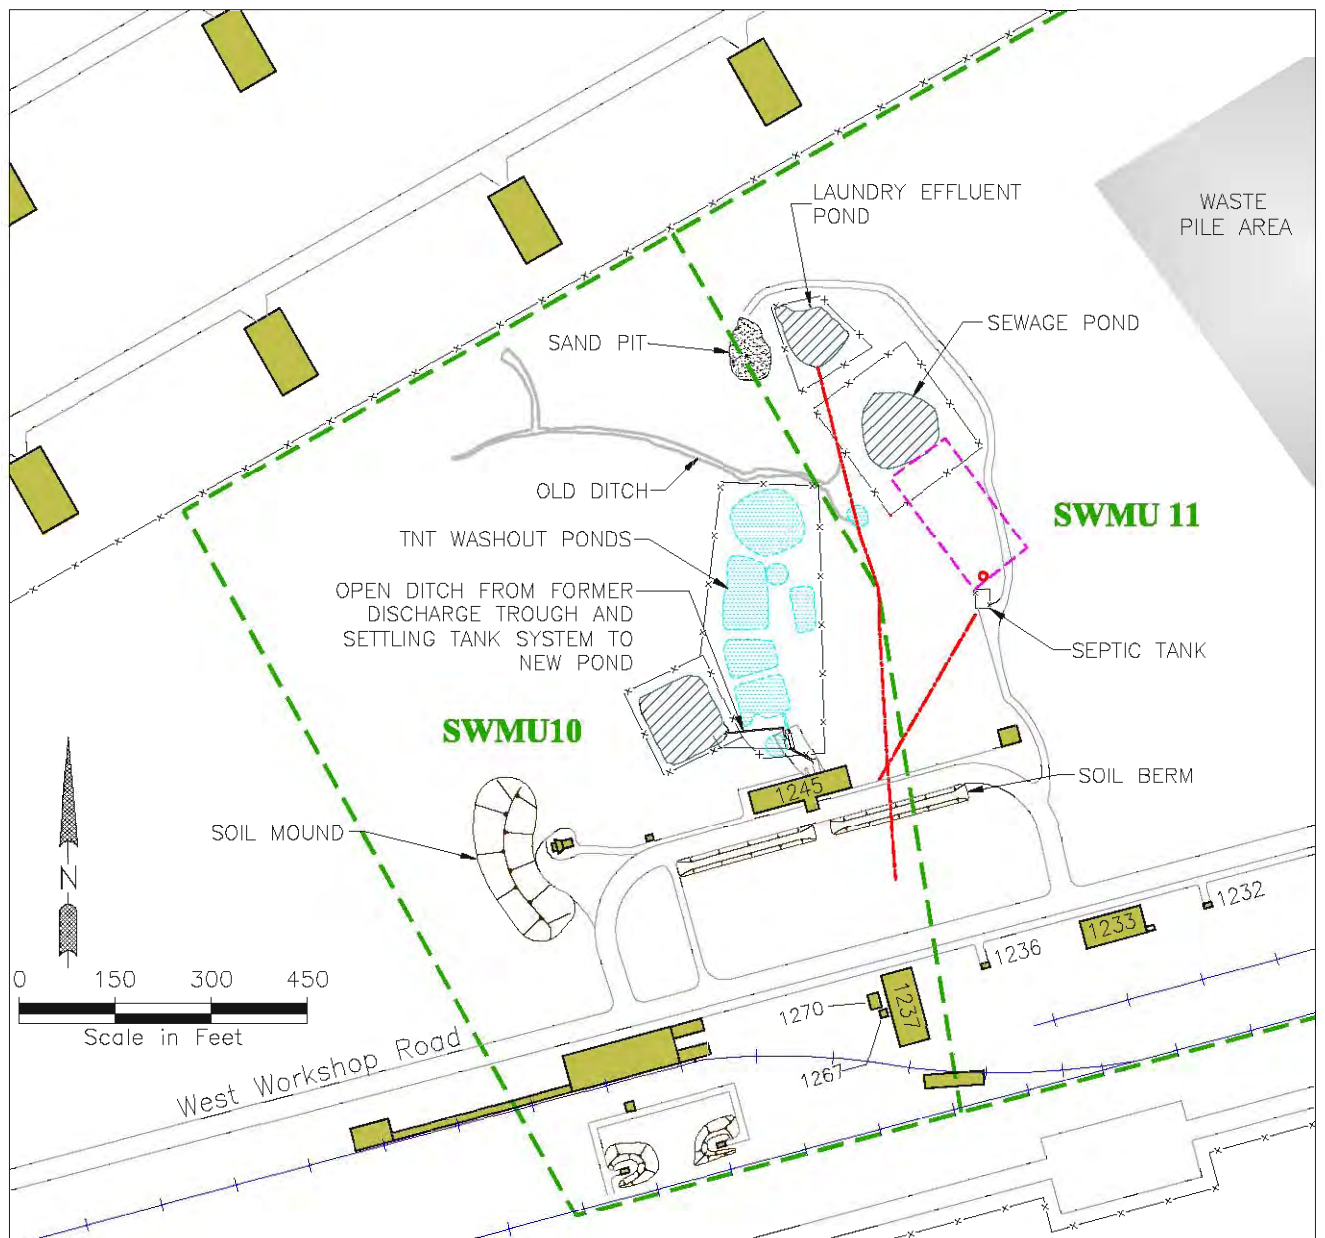 LAUNDRY EFFLUENT
POND
WASTE
PILE AREA
SAND PIT
SEWAGE POND
OLD DITCH
SWMU 11
TNT WASHOUT PONDS
OPEN DITCH FROM FORMER
DISCHARGE TROUGH AND
SETTLING TANK SYSTEM TO
NEW POND
SEPTIC TANK
SWMU10
1245
SOIL BERM
SOIL MOUND
N
1232
1233
1236
1237
1270
1267
0 150 300 450
Scale in Feet
West Workshop Road